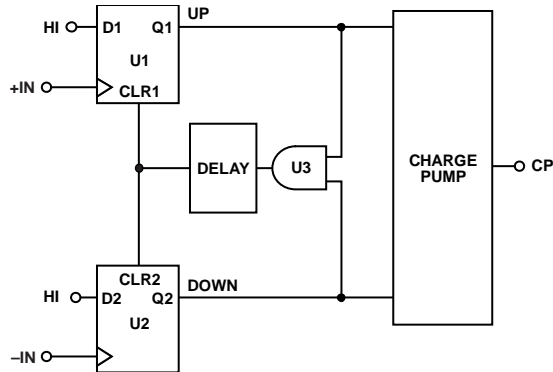 HI
D1
Q1
UP
U1
+IN
CLR1
DELAY
U3
CHARGE
PUMP
CP
CLR2
HI
D2
Q2
DOWN
U2
–IN